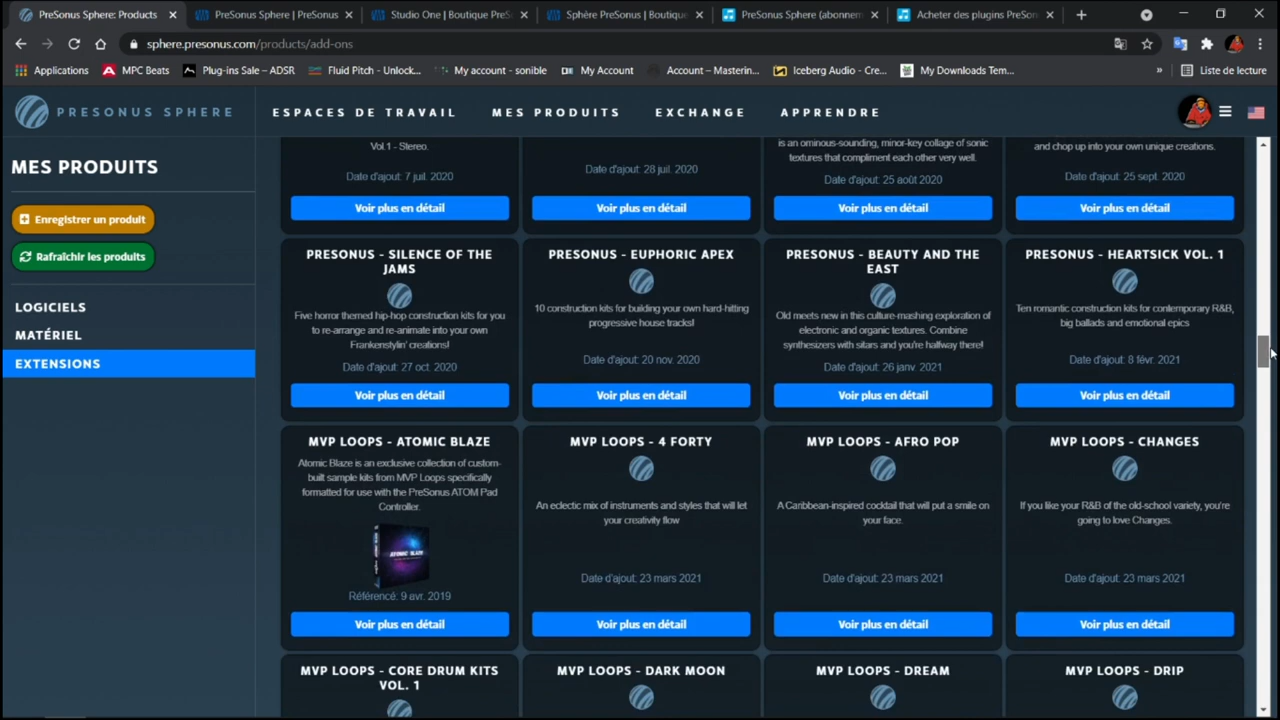 PreSonus Sphere: Products
PreSonus Sphere | PreSonus
Studio One | Boutique PreS
Sphère PreSonus | Boutique
PreSonus Sphere (abonnem
Acheter des plugins PreSon
sphere.presonus.com/products/add-ons
Applications
MPC Beats
Plug-ins Sale – ADSR
Fluid Pitch - Unlock...
My account - sonible
My Account
Account – Masterin...
Iceberg Audio - Cre...
My Downloads Tem...
»
Liste de lecture
PRESONUS SPHERE
ESPACES DE TRAVAIL
MES PRODUITS
EXCHANGE
APPRENDRE
MES PRODUITS
Enregistrer un produit
Rafraîchir les produits
LOGICIELS
MATÉRIEL
EXTENSIONS
Vol.1 - Stereo.
Date d'ajout: 7 juil. 2020
Voir plus en détail
Date d'ajout: 28 juil. 2020
Voir plus en détail
is an ominous-sounding, minor-key collage of sonic
textures that compliment each other very well.
Date d'ajout: 25 août 2020
Voir plus en détail
and chop up into your own unique creations.
Date d'ajout: 25 sept. 2020
Voir plus en détail
PRESONUS - SILENCE OF THE
JAMS
Five horror themed hip-hop construction kits for you
to re-arrange and re-animate into your own
Frankenstylin' creations!
Date d'ajout: 27 oct. 2020
Voir plus en détail
PRESONUS - EUPHORIC APEX
10 construction kits for building your own hard-hitting
progressive house tracks!
Date d'ajout: 20 nov. 2020
Voir plus en détail
PRESONUS - BEAUTY AND THE
EAST
Old meets new in this culture-mashing exploration of
electronic and organic textures. Combine
synthesizers with sitars and you're halfway there!
Date d'ajout: 26 janv. 2021
Voir plus en détail
PRESONUS - HEARTSICK VOL. 1
Ten romantic construction kits for contemporary R&B,
big ballads and emotional epics
Date d'ajout: 8 févr. 2021
Voir plus en détail
MVP LOOPS - ATOMIC BLAZE
Atomic Blaze is an exclusive collection of custom-
built sample kits from MVP Loops specifically
formatted for use with the PreSonus ATOM Pad
Controller.
ATOMIC BLAZE
Référencé: 9 avr. 2019
Voir plus en détail
MVP LOOPS - 4 FORTY
An eclectic mix of instruments and styles that will let
your creativity flow
Date d'ajout: 23 mars 2021
Voir plus en détail
MVP LOOPS - AFRO POP
A Caribbean-inspired cocktail that will put a smile on
your face.
Date d'ajout: 23 mars 2021
Voir plus en détail
MVP LOOPS - CHANGES
If you like your R&B of the old-school variety, you're
going to love Changes.
Date d'ajout: 23 mars 2021
Voir plus en détail
MVP LOOPS - CORE DRUM KITS
VOL. 1
MVP LOOPS - DARK MOON
MVP LOOPS - DREAM
MVP LOOPS - DRIP